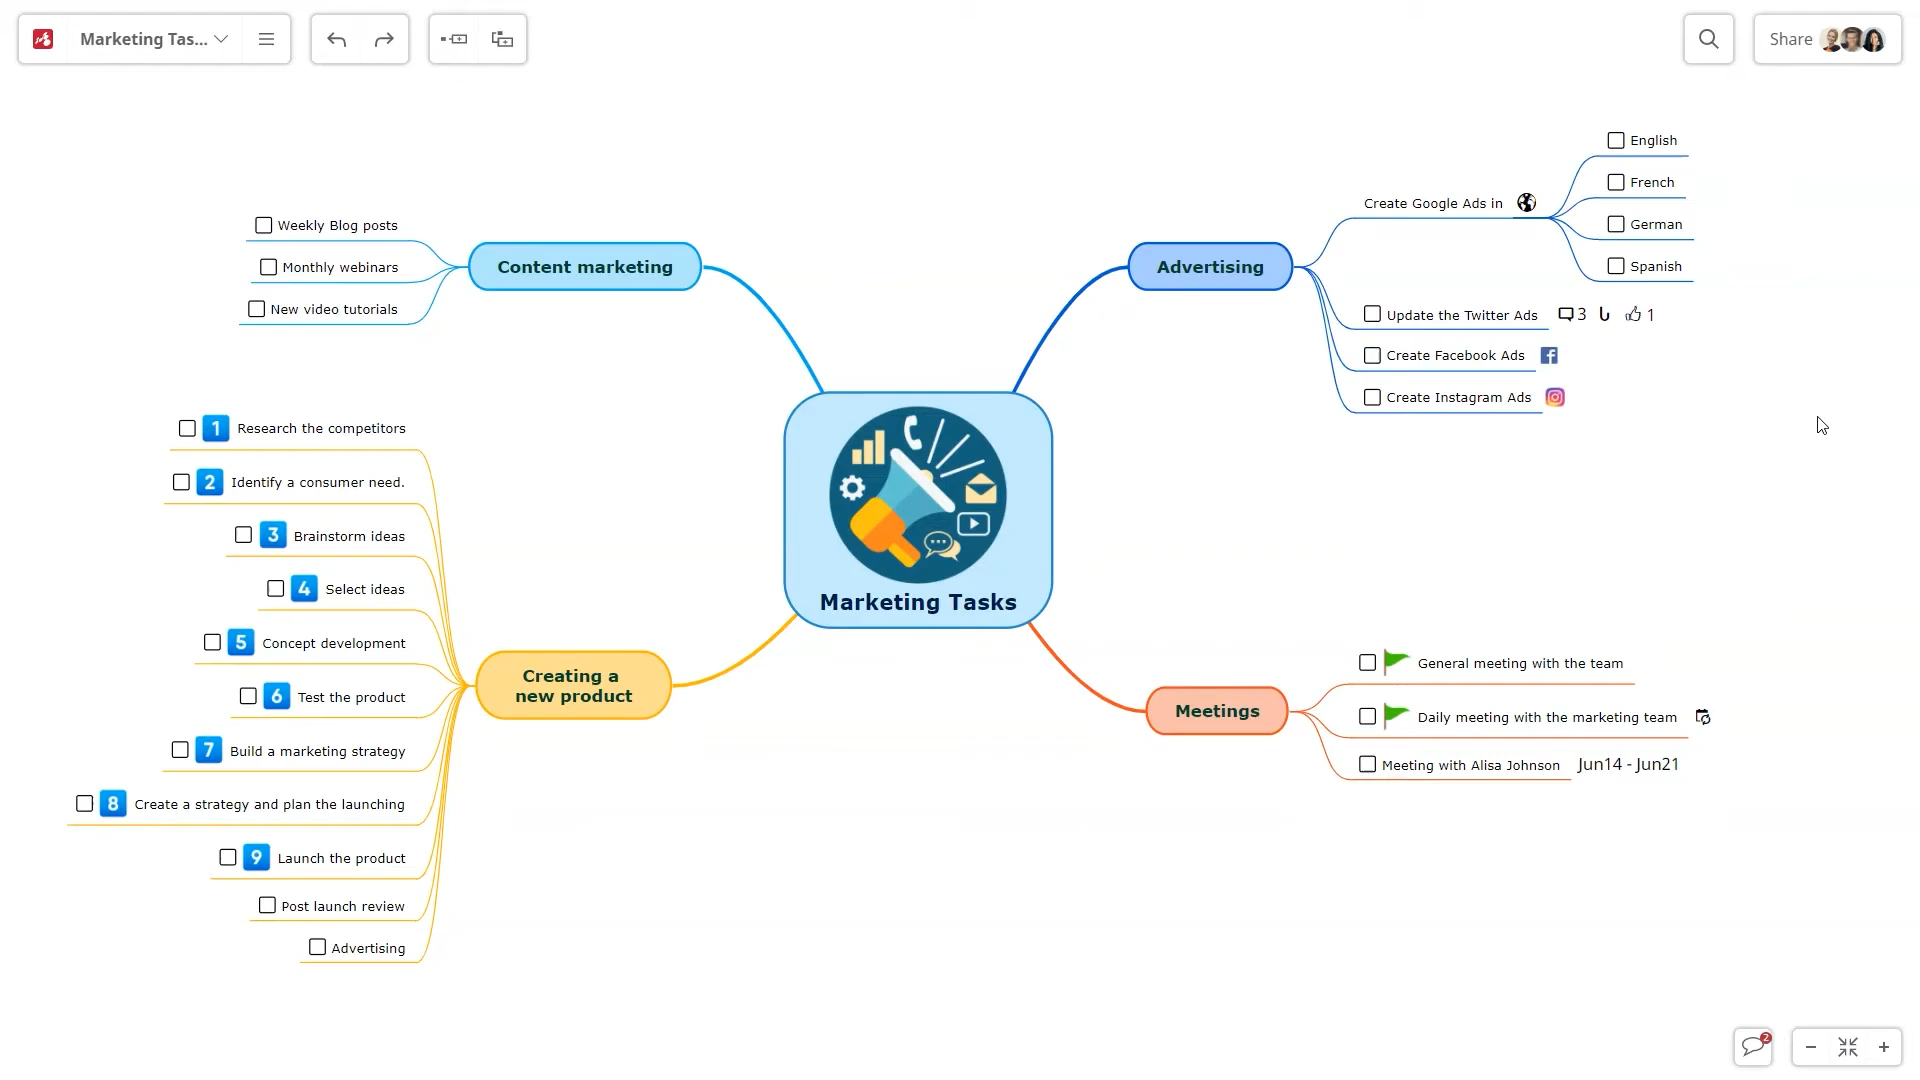 Marketing Tas...
Share
Weekly Blog posts
Monthly webinars
New video tutorials
Content marketing
1 Research the competitors
2 Identify a consumer need.
3 Brainstorm ideas
4 Select ideas
5 Concept development
6 Test the product
7 Build a marketing strategy
8 Create a strategy and plan the launching
9 Launch the product
Post launch review
Advertising
Creating a
new product
Marketing Tasks
Advertising
Create Google Ads in
English
French
German
Spanish
Update the Twitter Ads 3 1
Create Facebook Ads
Create Instagram Ads
Meetings
General meeting with the team
Daily meeting with the marketing team
Meeting with Alisa Johnson Jun14 - Jun21
2